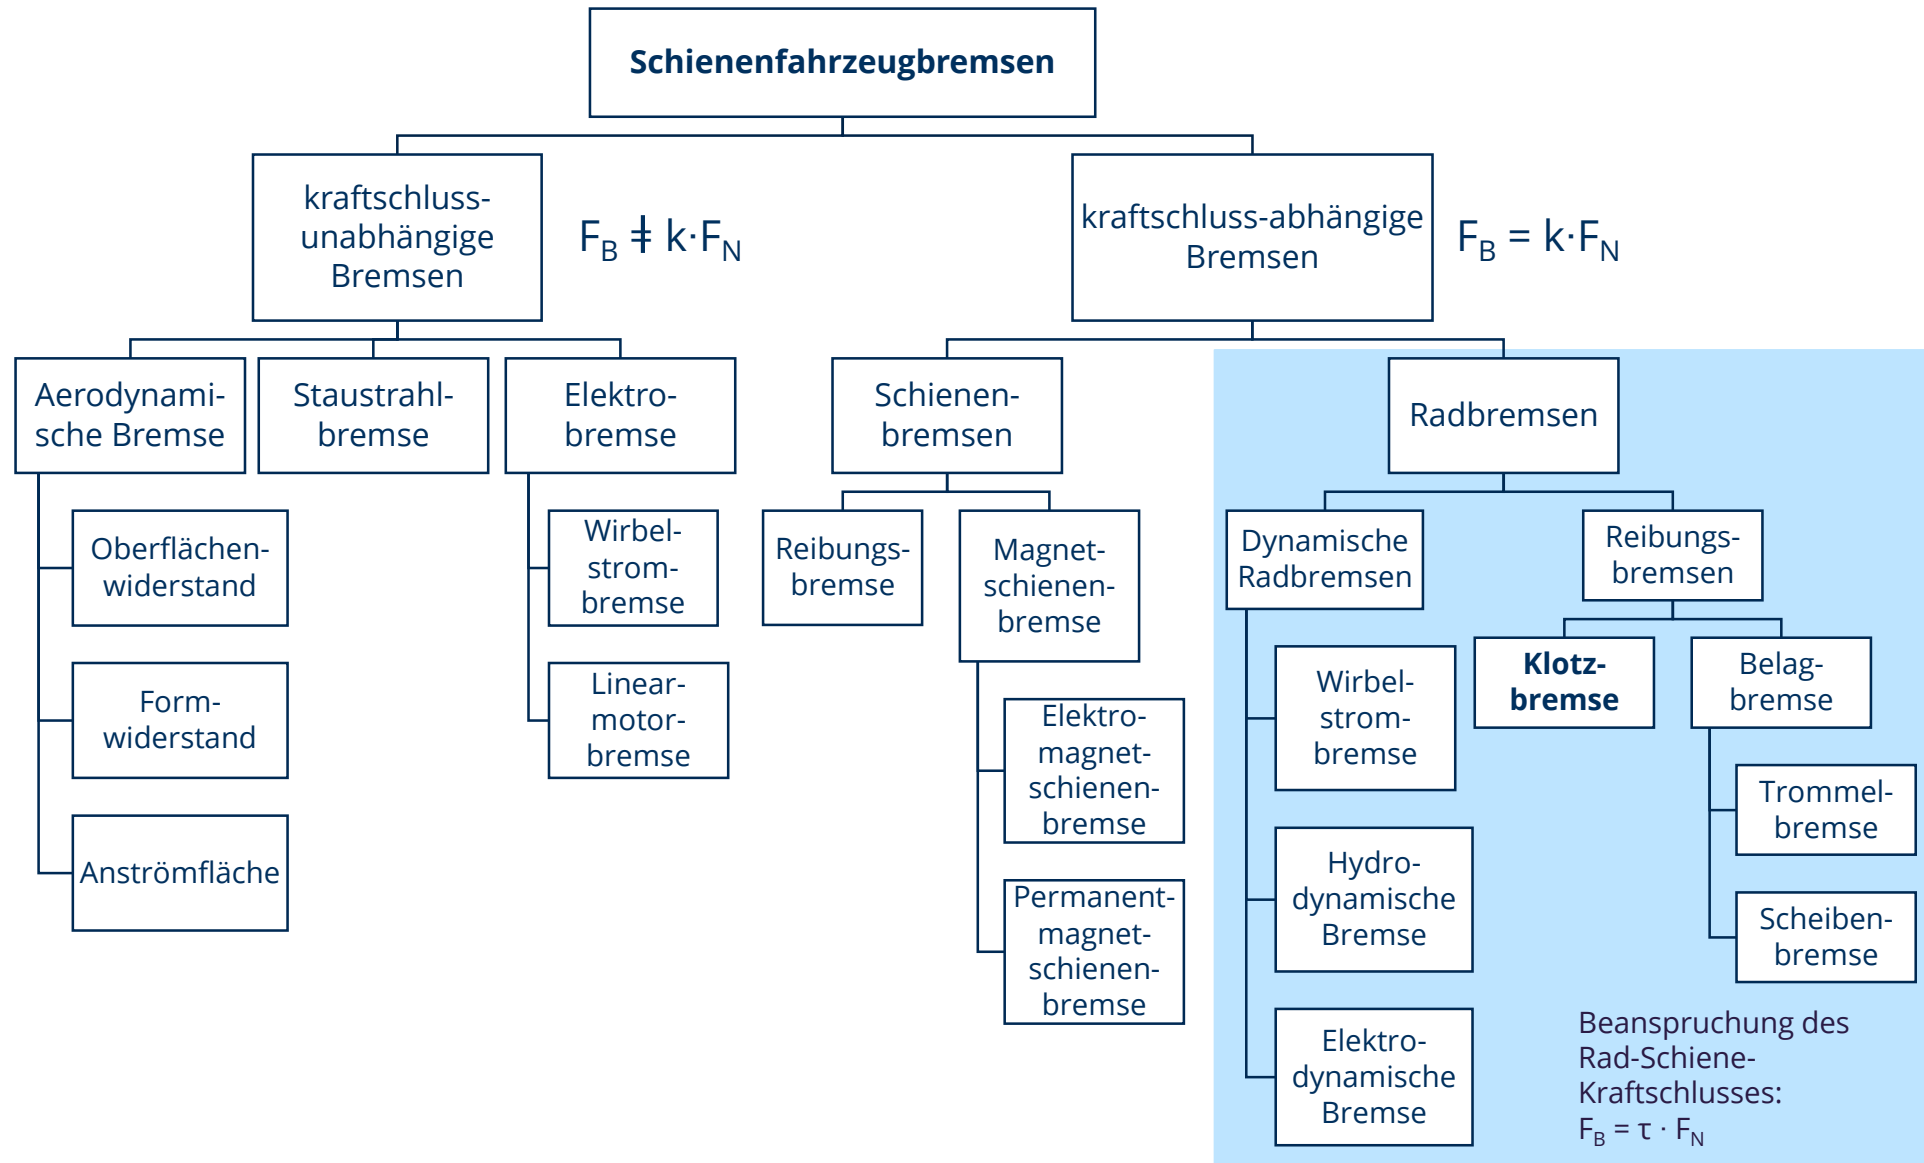 Schienenfahrzeugbremsen
kraftschluss-
unabhängige
Bremsen
F_B ǂ k·F_N
kraftschluss-abhängige
Bremsen
F_B = k·F_N
Aerodynami-
sche Bremse
Staustrahl-
bremse
Elektro-
bremse
Schienen-
bremsen
Radbremsen
Oberflächen-
widerstand
Form-
widerstand
Anströmfläche
Wirbel-
strom-
bremse
Linear-
motor-
bremse
Reibungs-
bremse
Magnet-
schienen-
bremse
Elektro-
magnet-
schienen-
bremse
Permanent-
magnet-
schienen-
bremse
Dynamische
Radbremsen
Wirbel-
strom-
bremse
Hydro-
dynamische
Bremse
Elektro-
dynamische
Bremse
Reibungs-
bremsen
Klotz-
bremse
Belag-
bremse
Trommel-
bremse
Scheiben-
bremse
Beanspruchung des
Rad-Schiene-
Kraftschlusses:
F_B = τ · F_N